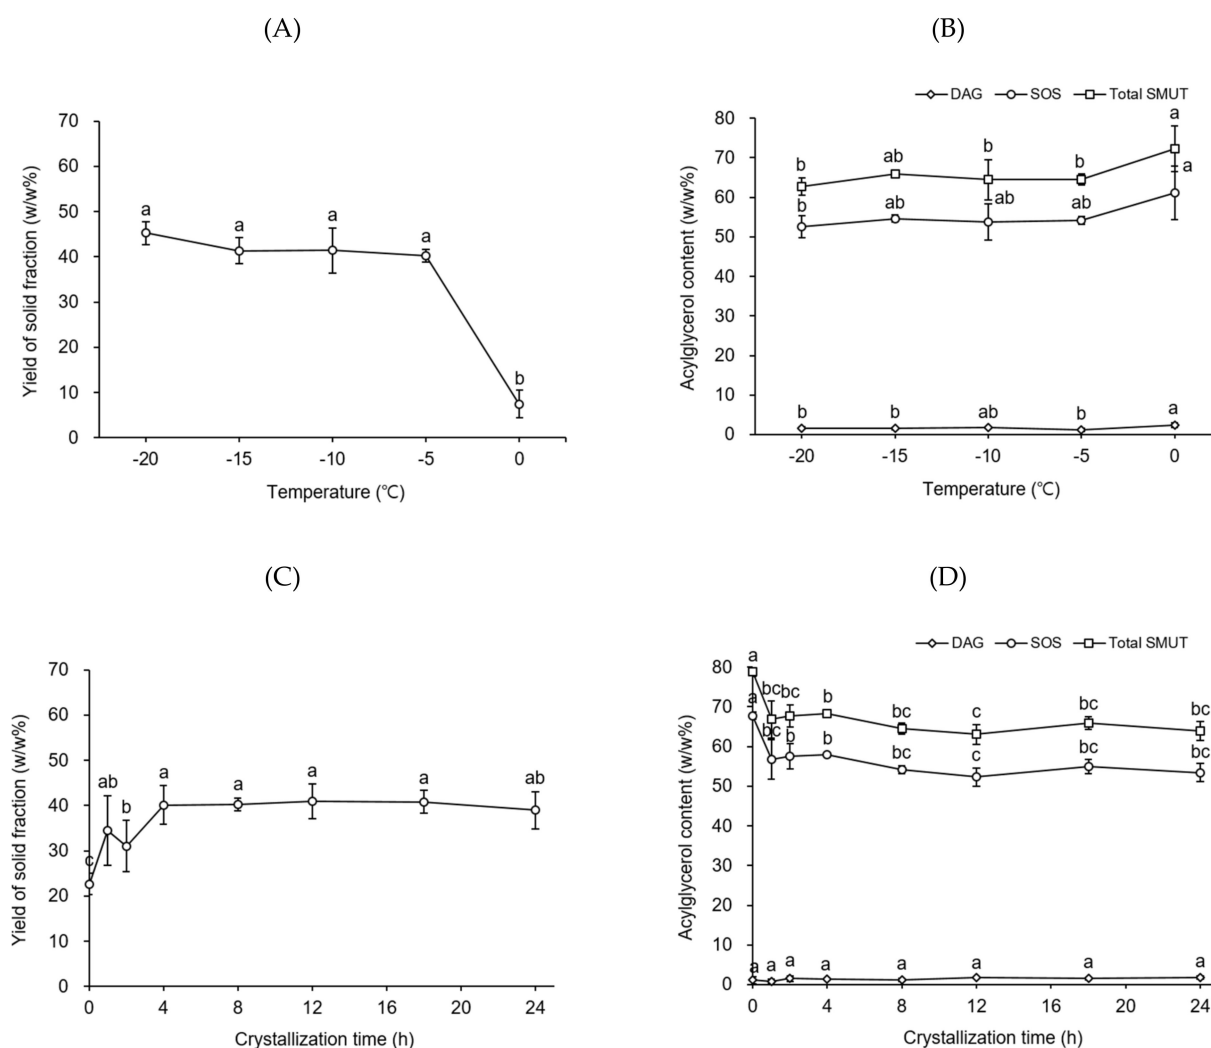 (A)
Yield of solid fraction (w/w%)
70
60
50
40
30
20
10
0
a
a
a
a
b
-20 -15 -10 -5 0
Temperature (℃)
(B)
DAG SOS Total SMUT
Acylglycerol content (w/w%)
80
70
60
50
40
30
20
10
0
b ab b b a
b ab ab ab a
b b ab b a
-20 -15 -10 -5 0
Temperature (℃)
(C)
Yield of solid fraction (w/w%)
70
60
50
40
30
20
10
0
c ab b a a a a ab
0 4 8 12 16 20 24
Crystallization time (h)
(D)
DAG SOS Total SMUT
Acylglycerol content (w/w%)
80
70
60
50
40
30
20
10
0
a bc bc b bc c bc bc
a bc b b bc c bc bc
a a a a a a a a
0 4 8 12 16 20 24
Crystallization time (h)